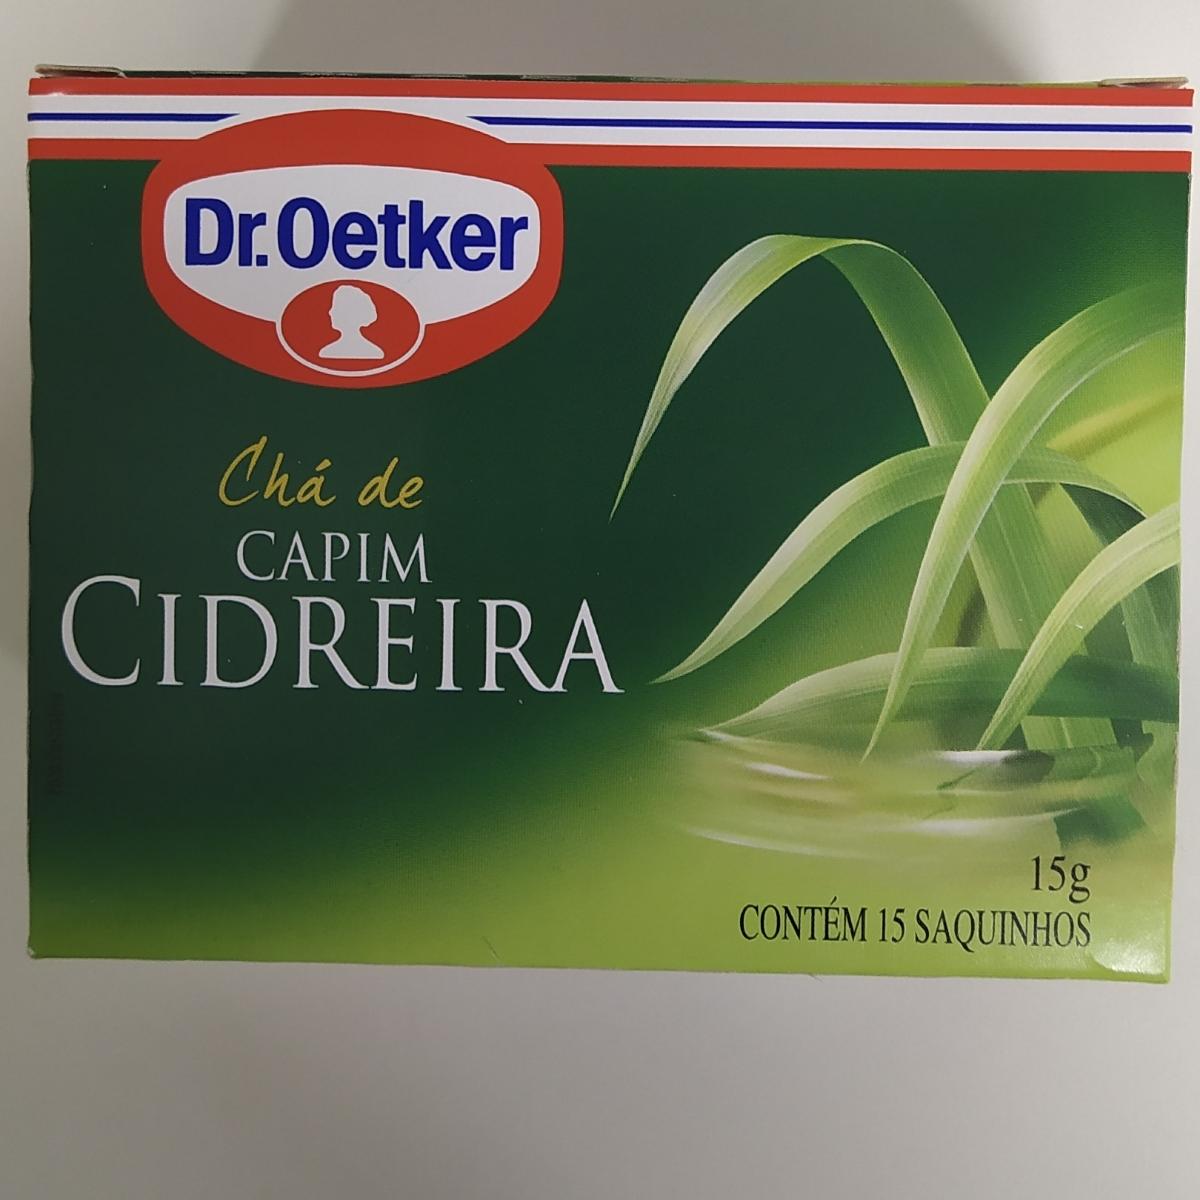 Dr.Oetker
Chá de
CAPIM
CIDREIRA
15g
CONTÉM 15 SAQUINHOS